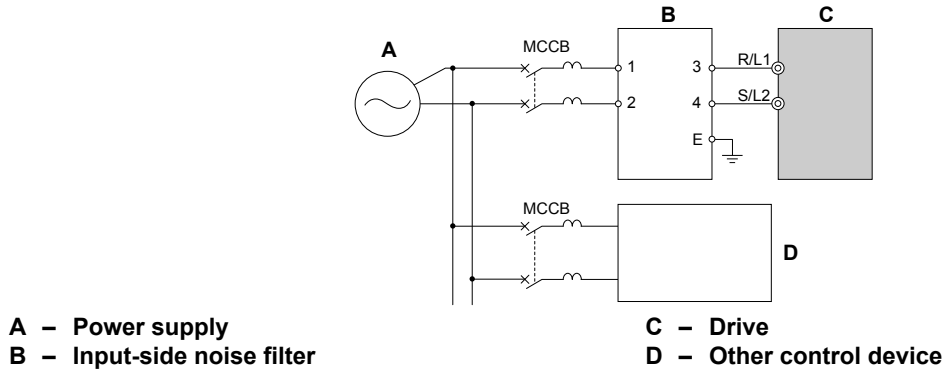 B C
A
MCCB
1 3 R/L1
2 4 S/L2
E
MCCB
D
A – Power supply
B – Input-side noise filter
C – Drive
D – Other control device